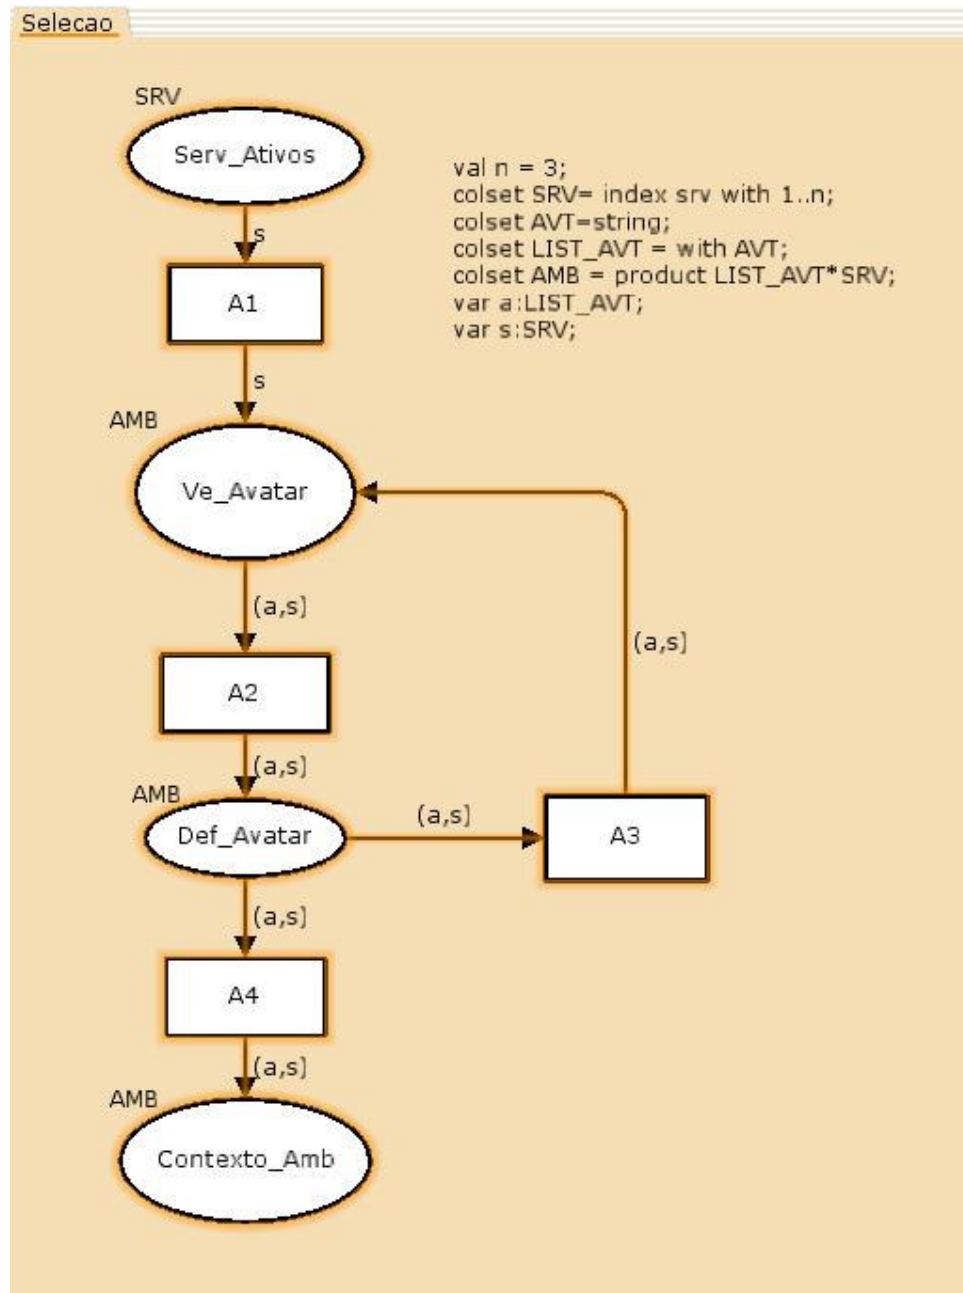 Selecao
SRV
Serv_Ativos
val n = 3;
colset SRV= index srv with 1..n;
colset AVT=string;
colset LIST_AVT = with AVT;
colset AMB = product LIST_AVT*SRV;
var a:LIST_AVT;
var s:SRV;
s
A1
s
AMB
Ve_Avatar
(a,s)
(a,s)
A2
(a,s)
AMB
Def_Avatar
(a,s)
A3
(a,s)
A4
(a,s)
AMB
Contexto_Amb